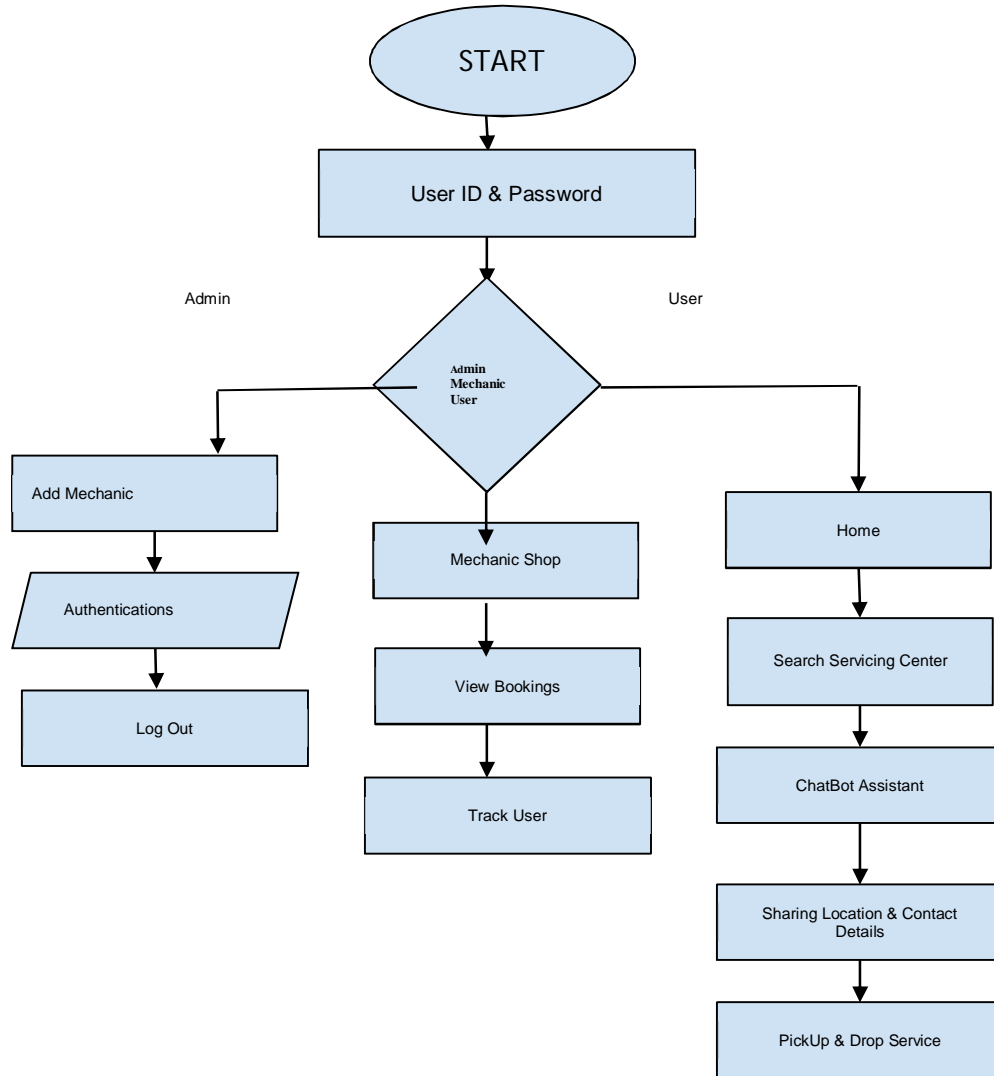 START
User ID & Password
Admin
User
Admin
Mechanic
User
Add Mechanic
Authentications
Log Out
Mechanic Shop
View Bookings
Track User
Home
Search Servicing Center
ChatBot Assistant
Sharing Location & Contact
Details
PickUp & Drop Service